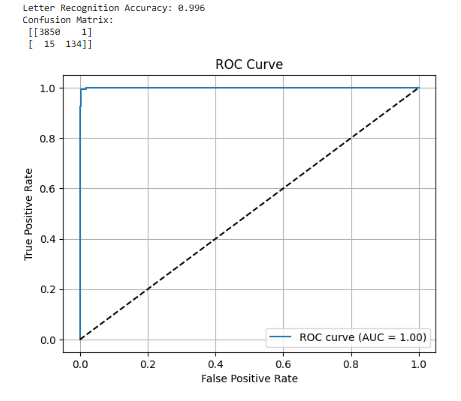 Letter Recognition Accuracy: 0.996
Confusion Matrix:
[[3850    1]
[  15  134]]
ROC Curve
1.0
0.8
0.6
0.4
0.2
0.0
True Positive Rate
ROC curve (AUC = 1.00)
0.0 0.2 0.4 0.6 0.8 1.0
False Positive Rate